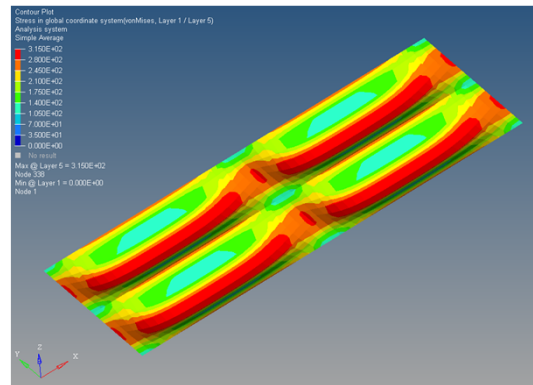 Contour Plot
Stress in global coordinate system(vonMises, Layer 1 / Layer 5)
Analysis system
Simple Average
3.150E+02
2.800E+02
2.450E+02
2.100E+02
1.750E+02
1.400E+02
1.050E+02
7.000E+01
3.500E+01
0.000E+00
No result
Max @ Layer 5 = 3.150E+02
Node 338
Min @ Layer 1 = 0.000E+00
Node 1
Z
Y
X